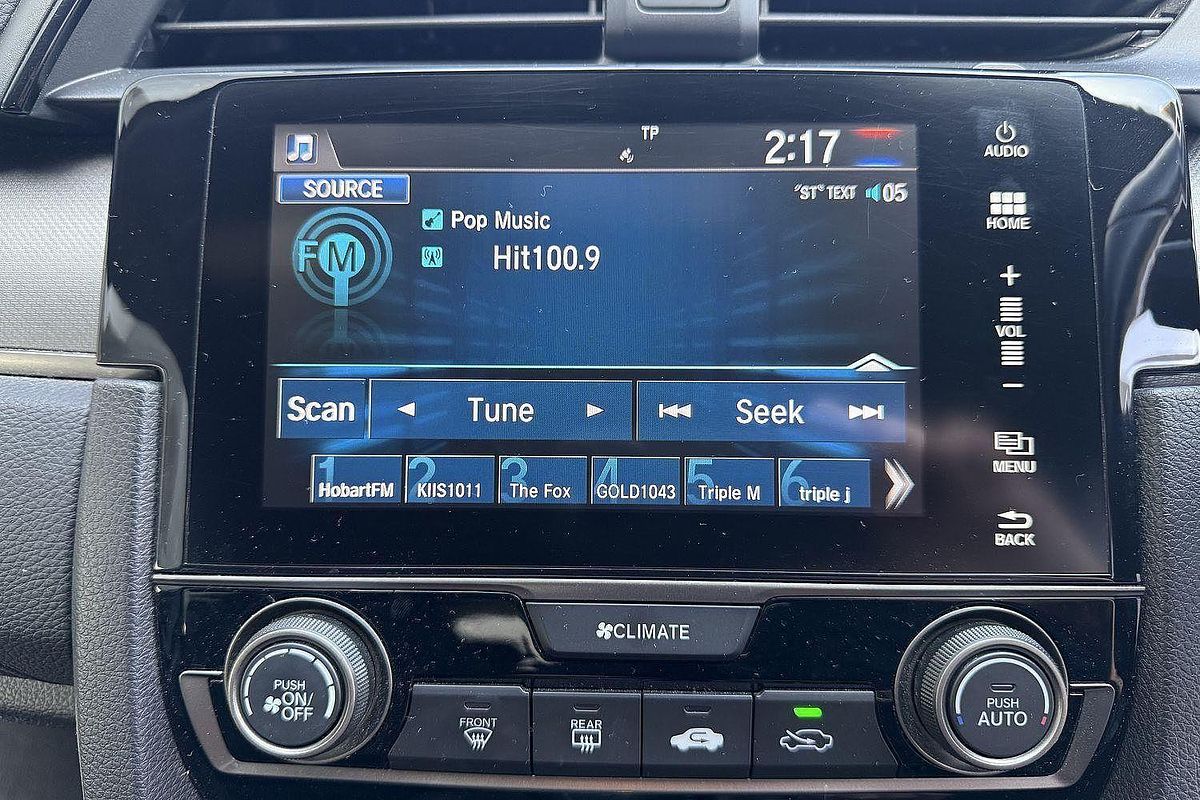 TP
2:17
SOURCE
"ST" TEXT 05
FM
Pop Music
Hit100.9
Scan
Tune
Seek
1 HobartFM
2 KIIS1011
3 The Fox
4 GOLD1043
5 Triple M
6 triple j
AUDIO
HOME
+
VOL
−
MENU
BACK
CLIMATE
PUSH
ON/
OFF
FRONT
REAR
PUSH
AUTO